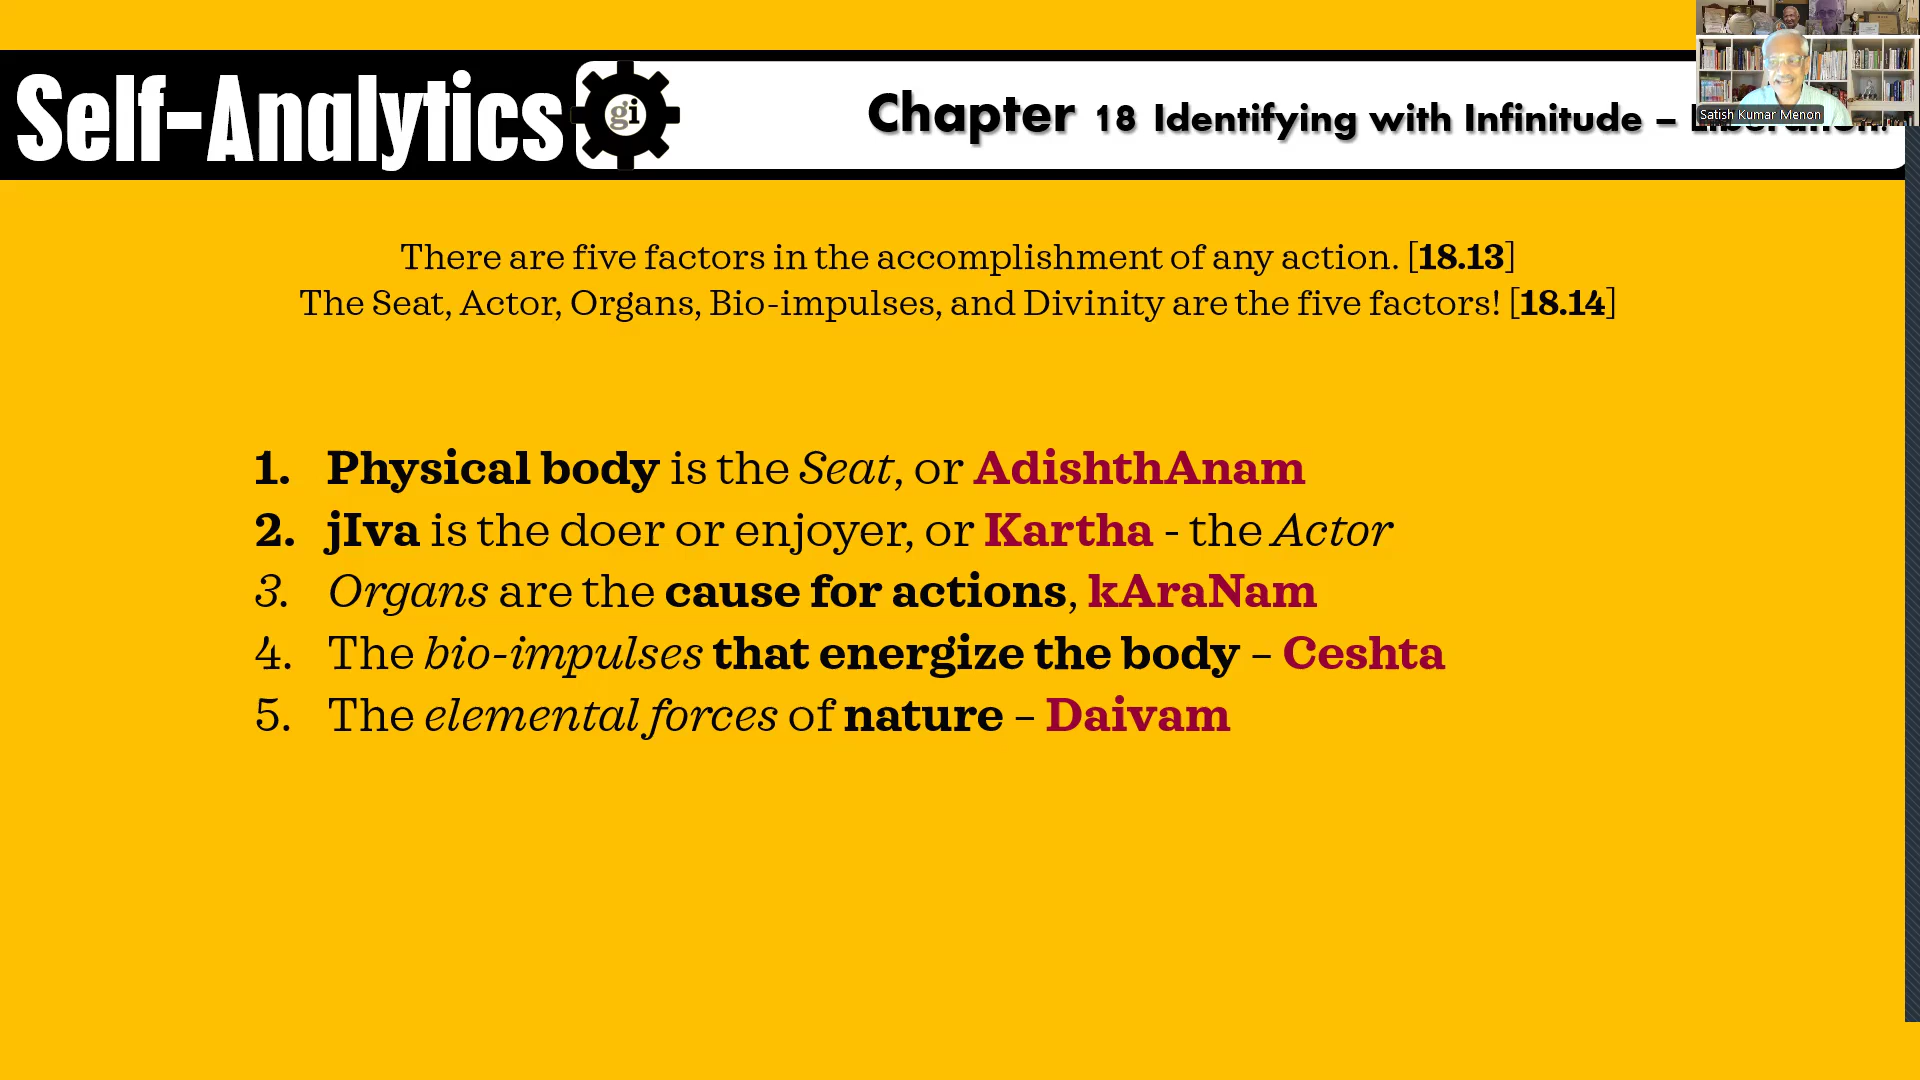 Self-Analytics
gi
Chapter 18 Identifying with Infinitude –
Satish Kumar Menon
There are five factors in the accomplishment of any action. [18.13]
The Seat, Actor, Organs, Bio-impulses, and Divinity are the five factors! [18.14]
1. Physical body is the Seat, or AdishthAnam
2. jIva is the doer or enjoyer, or Kartha - the Actor
3. Organs are the cause for actions, kAraNam
4. The bio-impulses that energize the body – Ceshta
5. The elemental forces of nature – Daivam